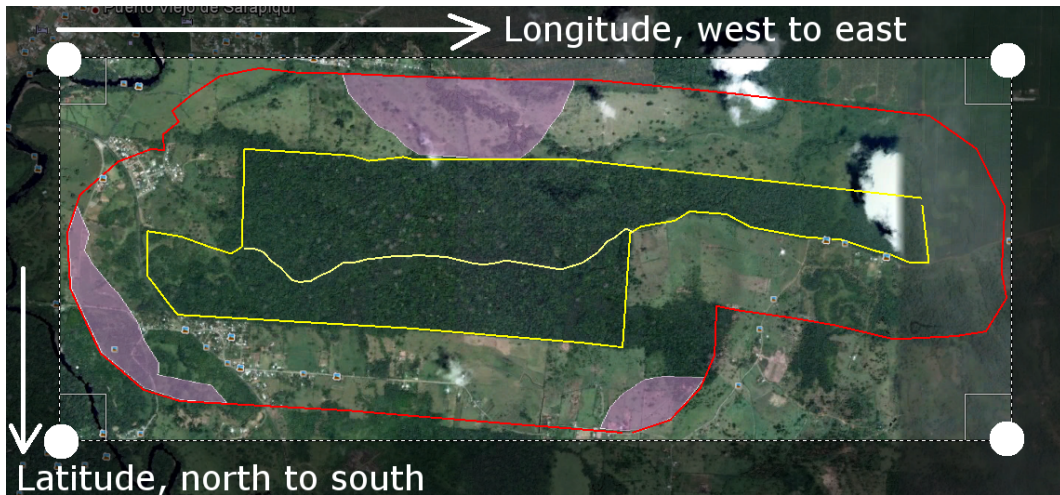 Puerto Viejo de Sarapiquí
Longitude, west to east
Latitude, north to south